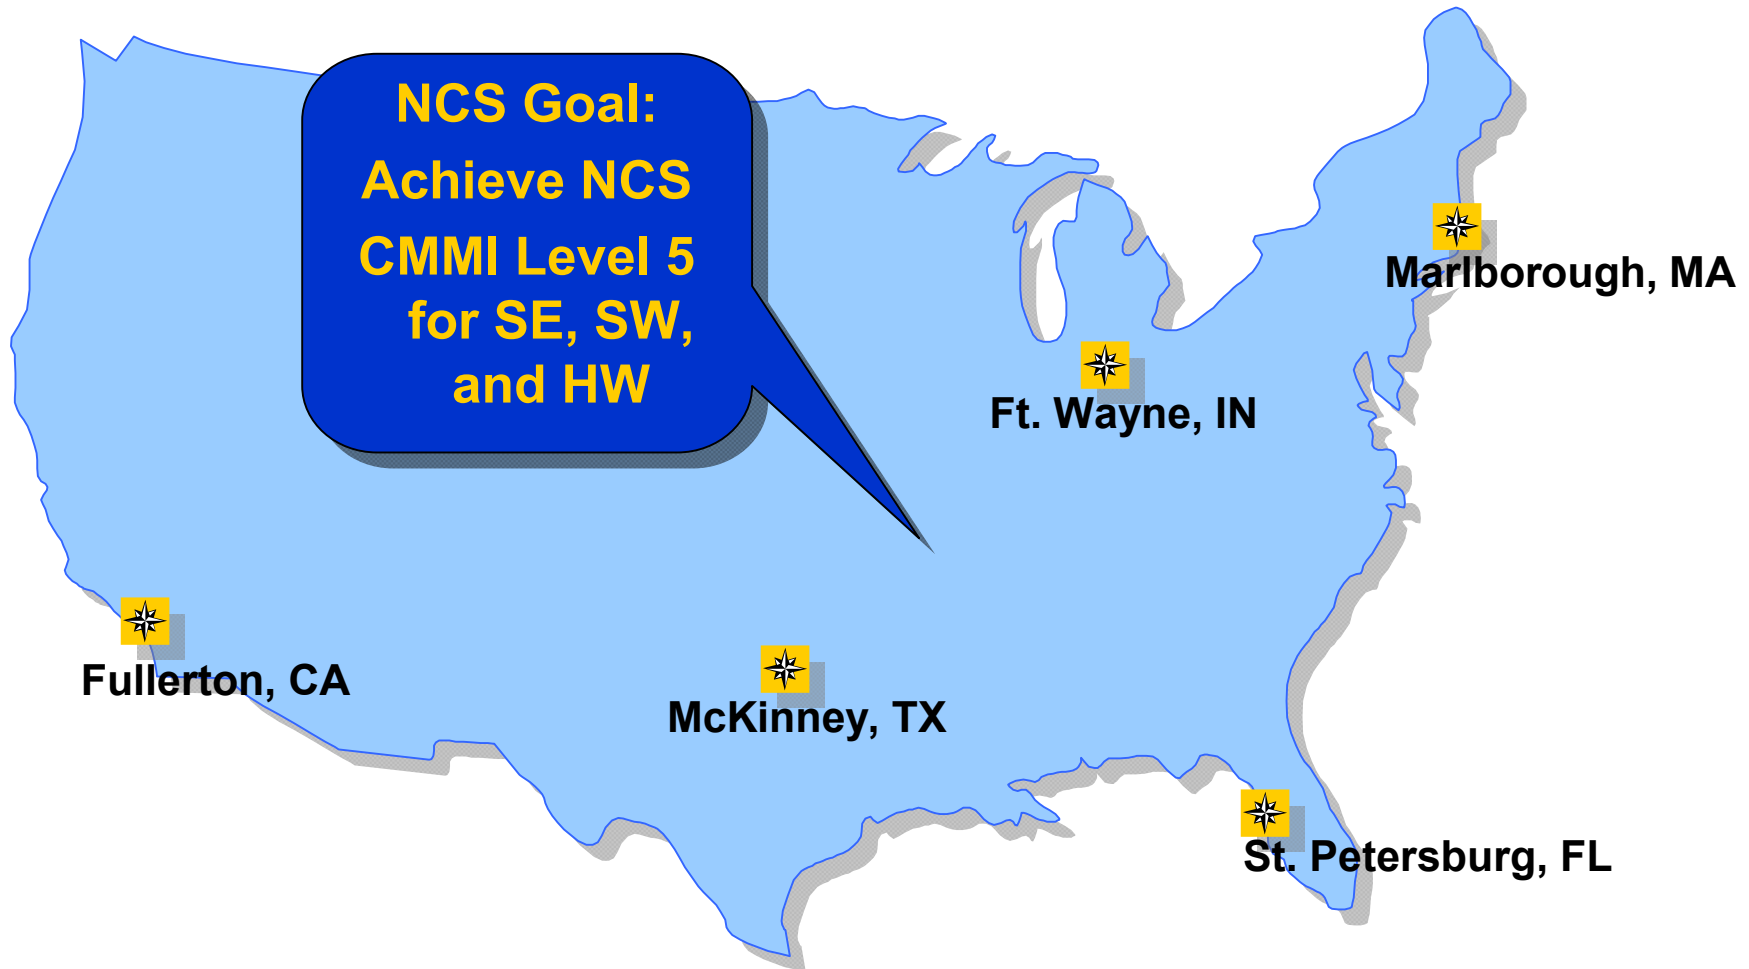 NCS Goal:
Achieve NCS
CMMI Level 5
for SE, SW,
and HW
Marlborough, MA
Ft. Wayne, IN
Fullerton, CA
McKinney, TX
St. Petersburg, FL